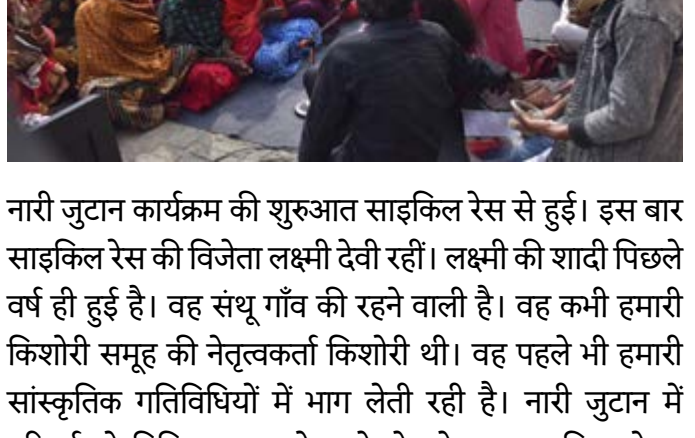 नारी जुटान कार्यक्रम की शुरुआत साइकिल रेस से हुई। इस बार
साइकिल रेस की विजेता लक्ष्मी देवी रहीं। लक्ष्मी की शादी पिछले
वर्ष ही हुई है। वह संथू गाँव की रहने वाली है। वह कभी हमारी
किशोरी समूह की नेतृत्वकर्ता किशोरी थी। वह पहले भी हमारी
सांस्कृतिक गतिविधियों में भाग लेती रही है। नारी जुटान में